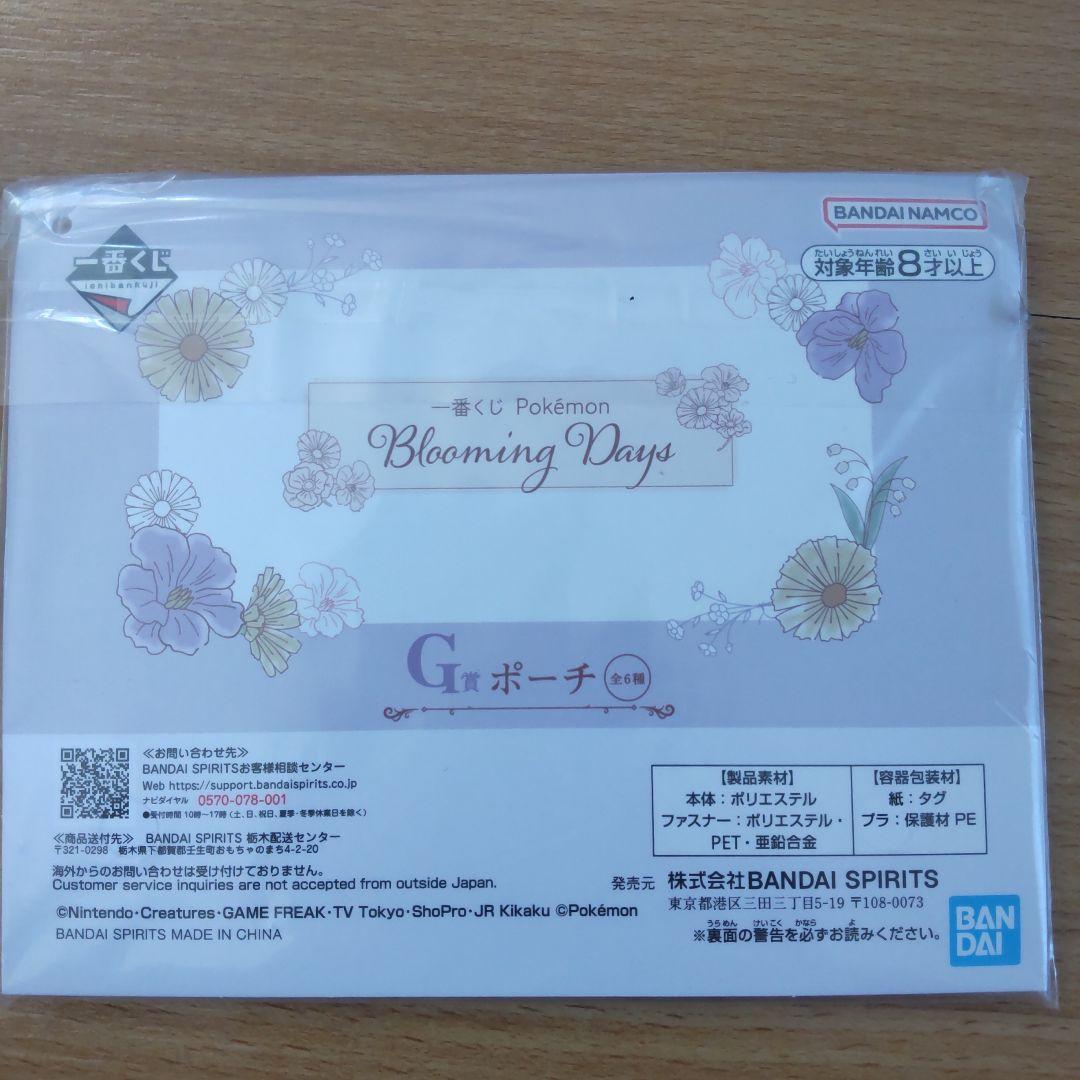 BANDAI NAMCO
一番くじ
ichibankuji
たいしょうねんれい さい い じょう
対象年齢8才以上
一番くじ Pokémon
Blooming Days
G賞 ポーチ 全6種
≪お問い合わせ先≫
BANDAI SPIRITSお客様相談センター
Web https://support.bandaispirits.co.jp
ナビダイヤル 0570-078-001
●受付時間 10時~17時(土、日、祝日、夏季・冬季休業日を除く)
≪商品送付先≫ BANDAI SPIRITS 栃木配送センター
〒321-0298 栃木県下都賀郡壬生町おもちゃのまち4-2-20
海外からのお問い合わせは受け付けておりません。
Customer service inquiries are not accepted from outside Japan.
©Nintendo・Creatures・GAME FREAK・TV Tokyo・ShoPro・JR Kikaku ©Pokémon
BANDAI SPIRITS MADE IN CHINA
【製品素材】
本体:ポリエステル
ファスナー:ポリエステル・
PET・亜鉛合金
【容器包装材】
紙:タグ
プラ:保護材 PE
発売元 株式会社BANDAI SPIRITS
東京都港区三田三丁目5-19 〒108-0073
うらめん けいこく かなら よ
※裏面の警告を必ずお読みください。
BAN
DAI